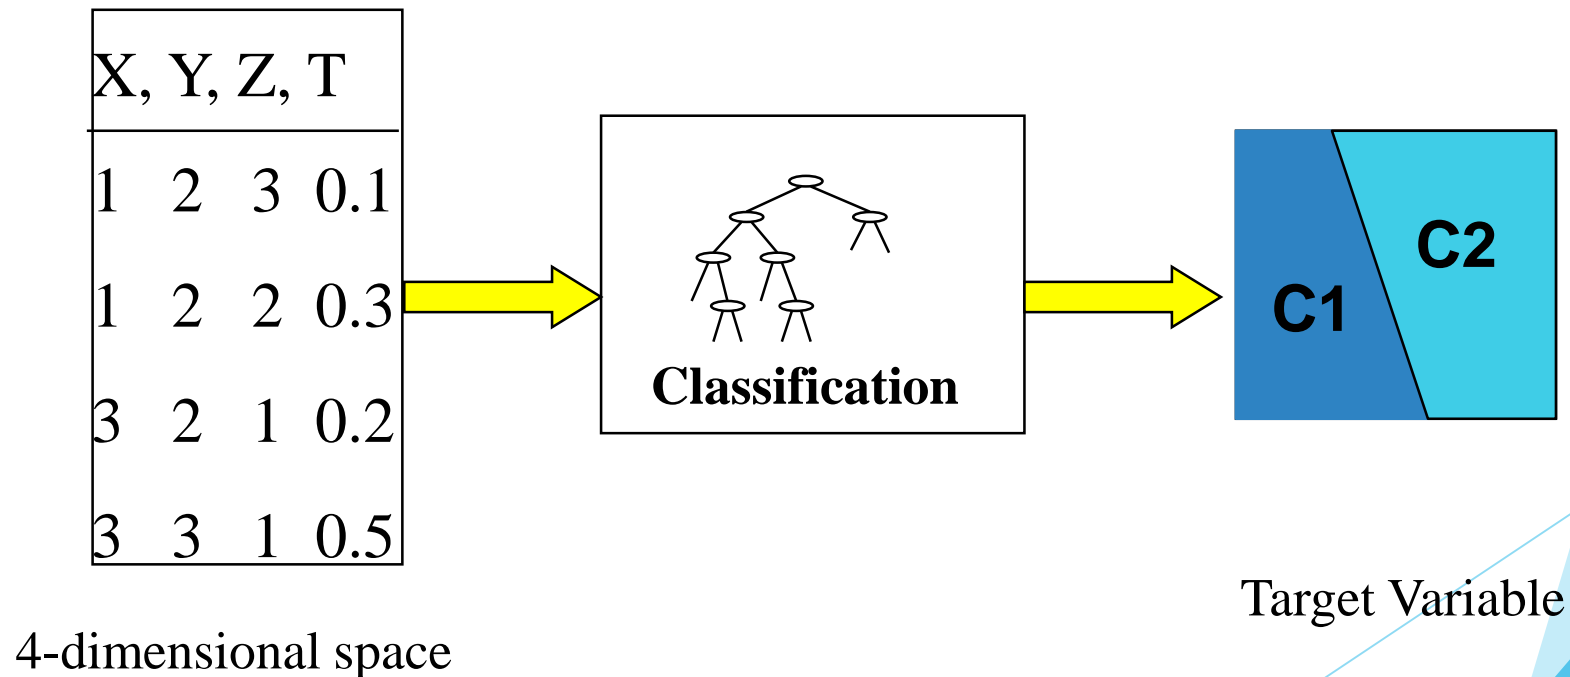 X, Y, Z, T
1 2 3 0.1
1 2 2 0.3
3 2 1 0.2
3 3 1 0.5
4-dimensional space
Classification
C1
C2
Target Variable